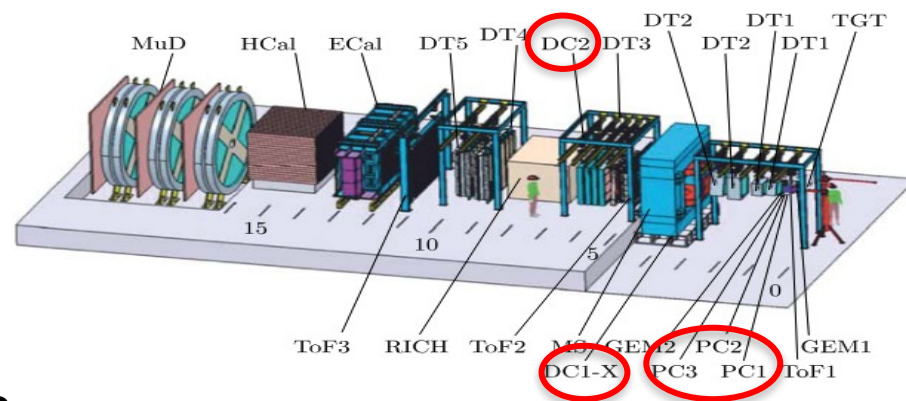 DT2 DT1 TGT
MuD HCal ECal DT5 DT4 DC2 DT3 DT2 DT1
15
10
5
0
ToF3 RICH ToF2 MS GEM2 PC2 GEM1
DC1-X PC3 PC1 ToF1